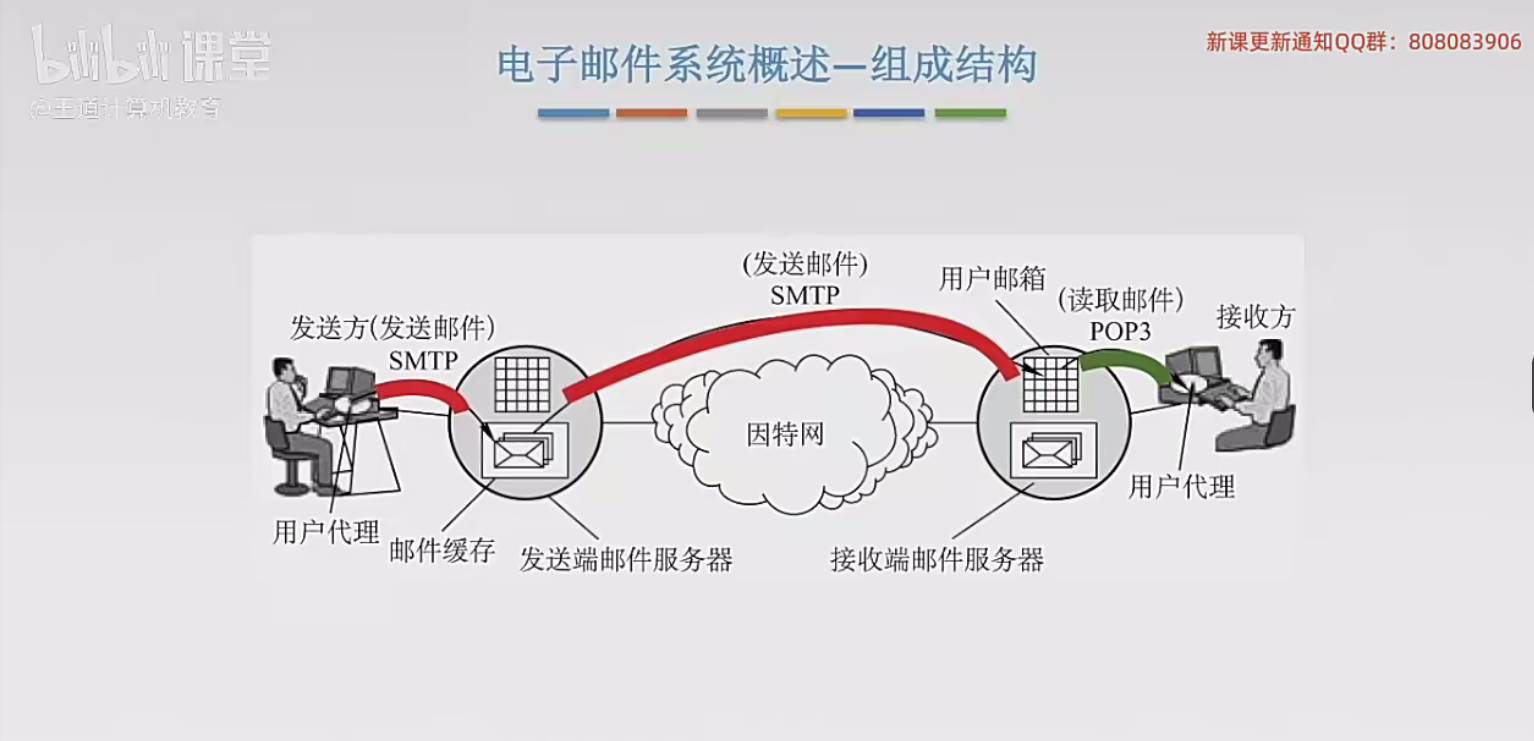 bilibili课堂
@王道计算机教育
电子邮件系统概述—组成结构
新课更新通知QQ群：808083906
(发送邮件)
SMTP
用户邮箱
(读取邮件)
POP3
接收方
发送方(发送邮件)
SMTP
因特网
用户代理
用户代理
邮件缓存
发送端邮件服务器
接收端邮件服务器